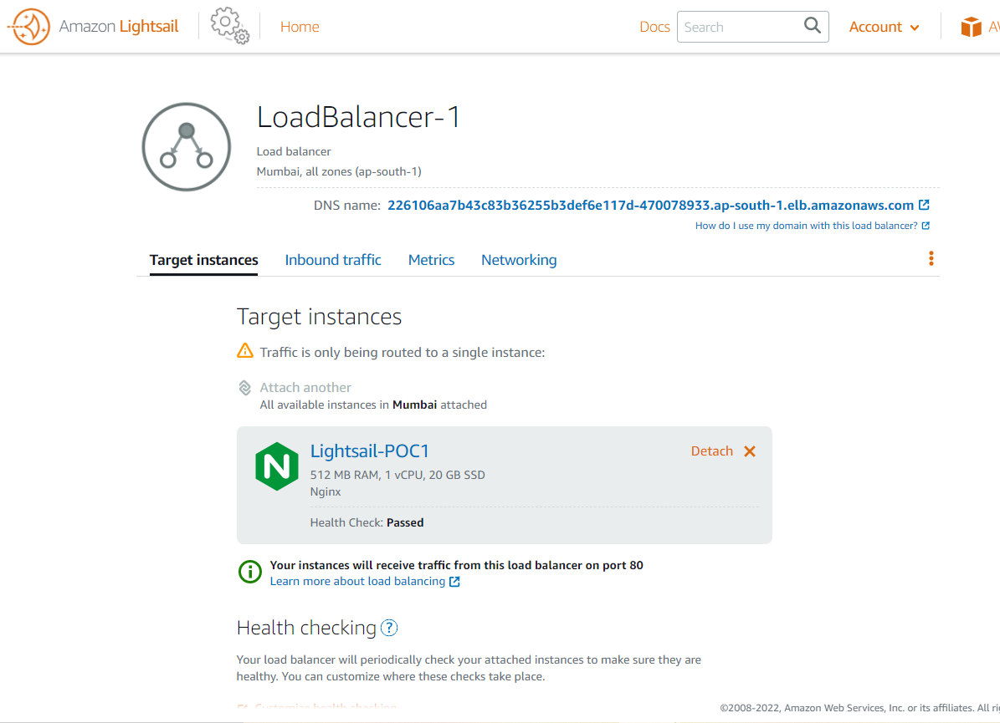 Amazon Lightsail
Home
Docs
Search
Account
LoadBalancer-1
Load balancer
Mumbai, all zones (ap-south-1)
DNS name: 226106aa7b43c83b36255b3def6e117d-470078933.ap-south-1.elb.amazonaws.com
How do I use my domain with this load balancer?
Target instances Inbound traffic Metrics Networking
Target instances
Traffic is only being routed to a single instance:
Attach another
All available instances in Mumbai attached
N
Lightsail-POC1
Detach
512 MB RAM, 1 vCPU, 20 GB SSD
Nginx
Health Check: Passed
Your instances will receive traffic from this load balancer on port 80
Learn more about load balancing
Health checking ?
Your load balancer will periodically check your attached instances to make sure they are
healthy. You can customize where these checks take place.
Customize health checking
©2008-2022, Amazon Web Services, Inc. or its affiliates. All